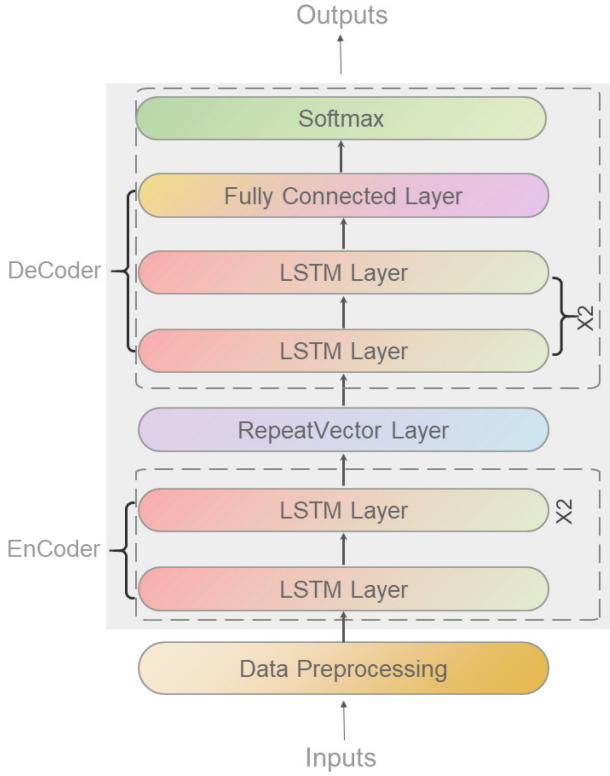 Outputs
Softmax
Fully Connected Layer
DeCoder
LSTM Layer
X2
LSTM Layer
RepeatVector Layer
LSTM Layer
X2
EnCoder
LSTM Layer
Data Preprocessing
Inputs